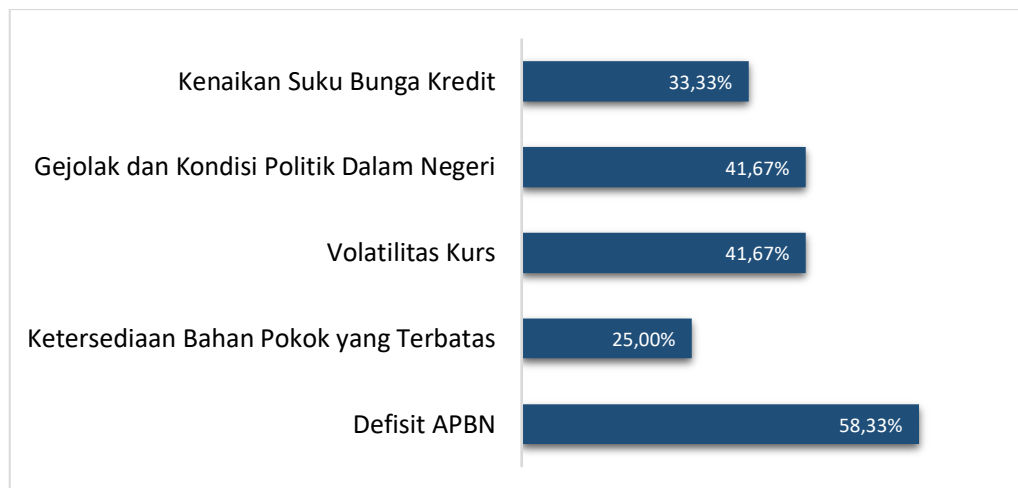 Kenaikan Suku Bunga Kredit
33,33%
Gejolak dan Kondisi Politik Dalam Negeri
41,67%
Volatilitas Kurs
41,67%
Ketersediaan Bahan Pokok yang Terbatas
25,00%
Defisit APBN
58,33%